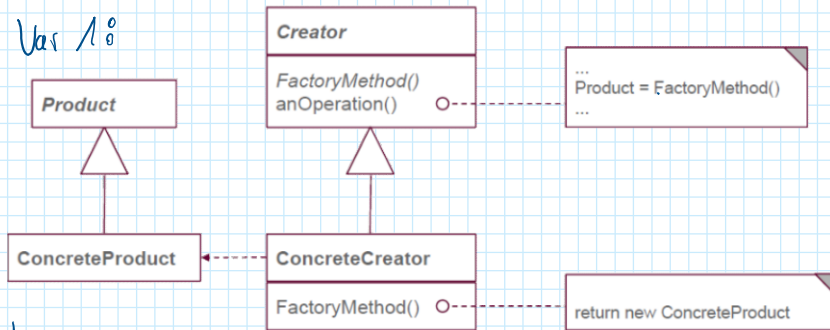 Var 1:
Creator
FactoryMethod()
anOperation()
...
Product = FactoryMethod()
...
Product
ConcreteProduct
ConcreteCreator
FactoryMethod()
return new ConcreteProduct